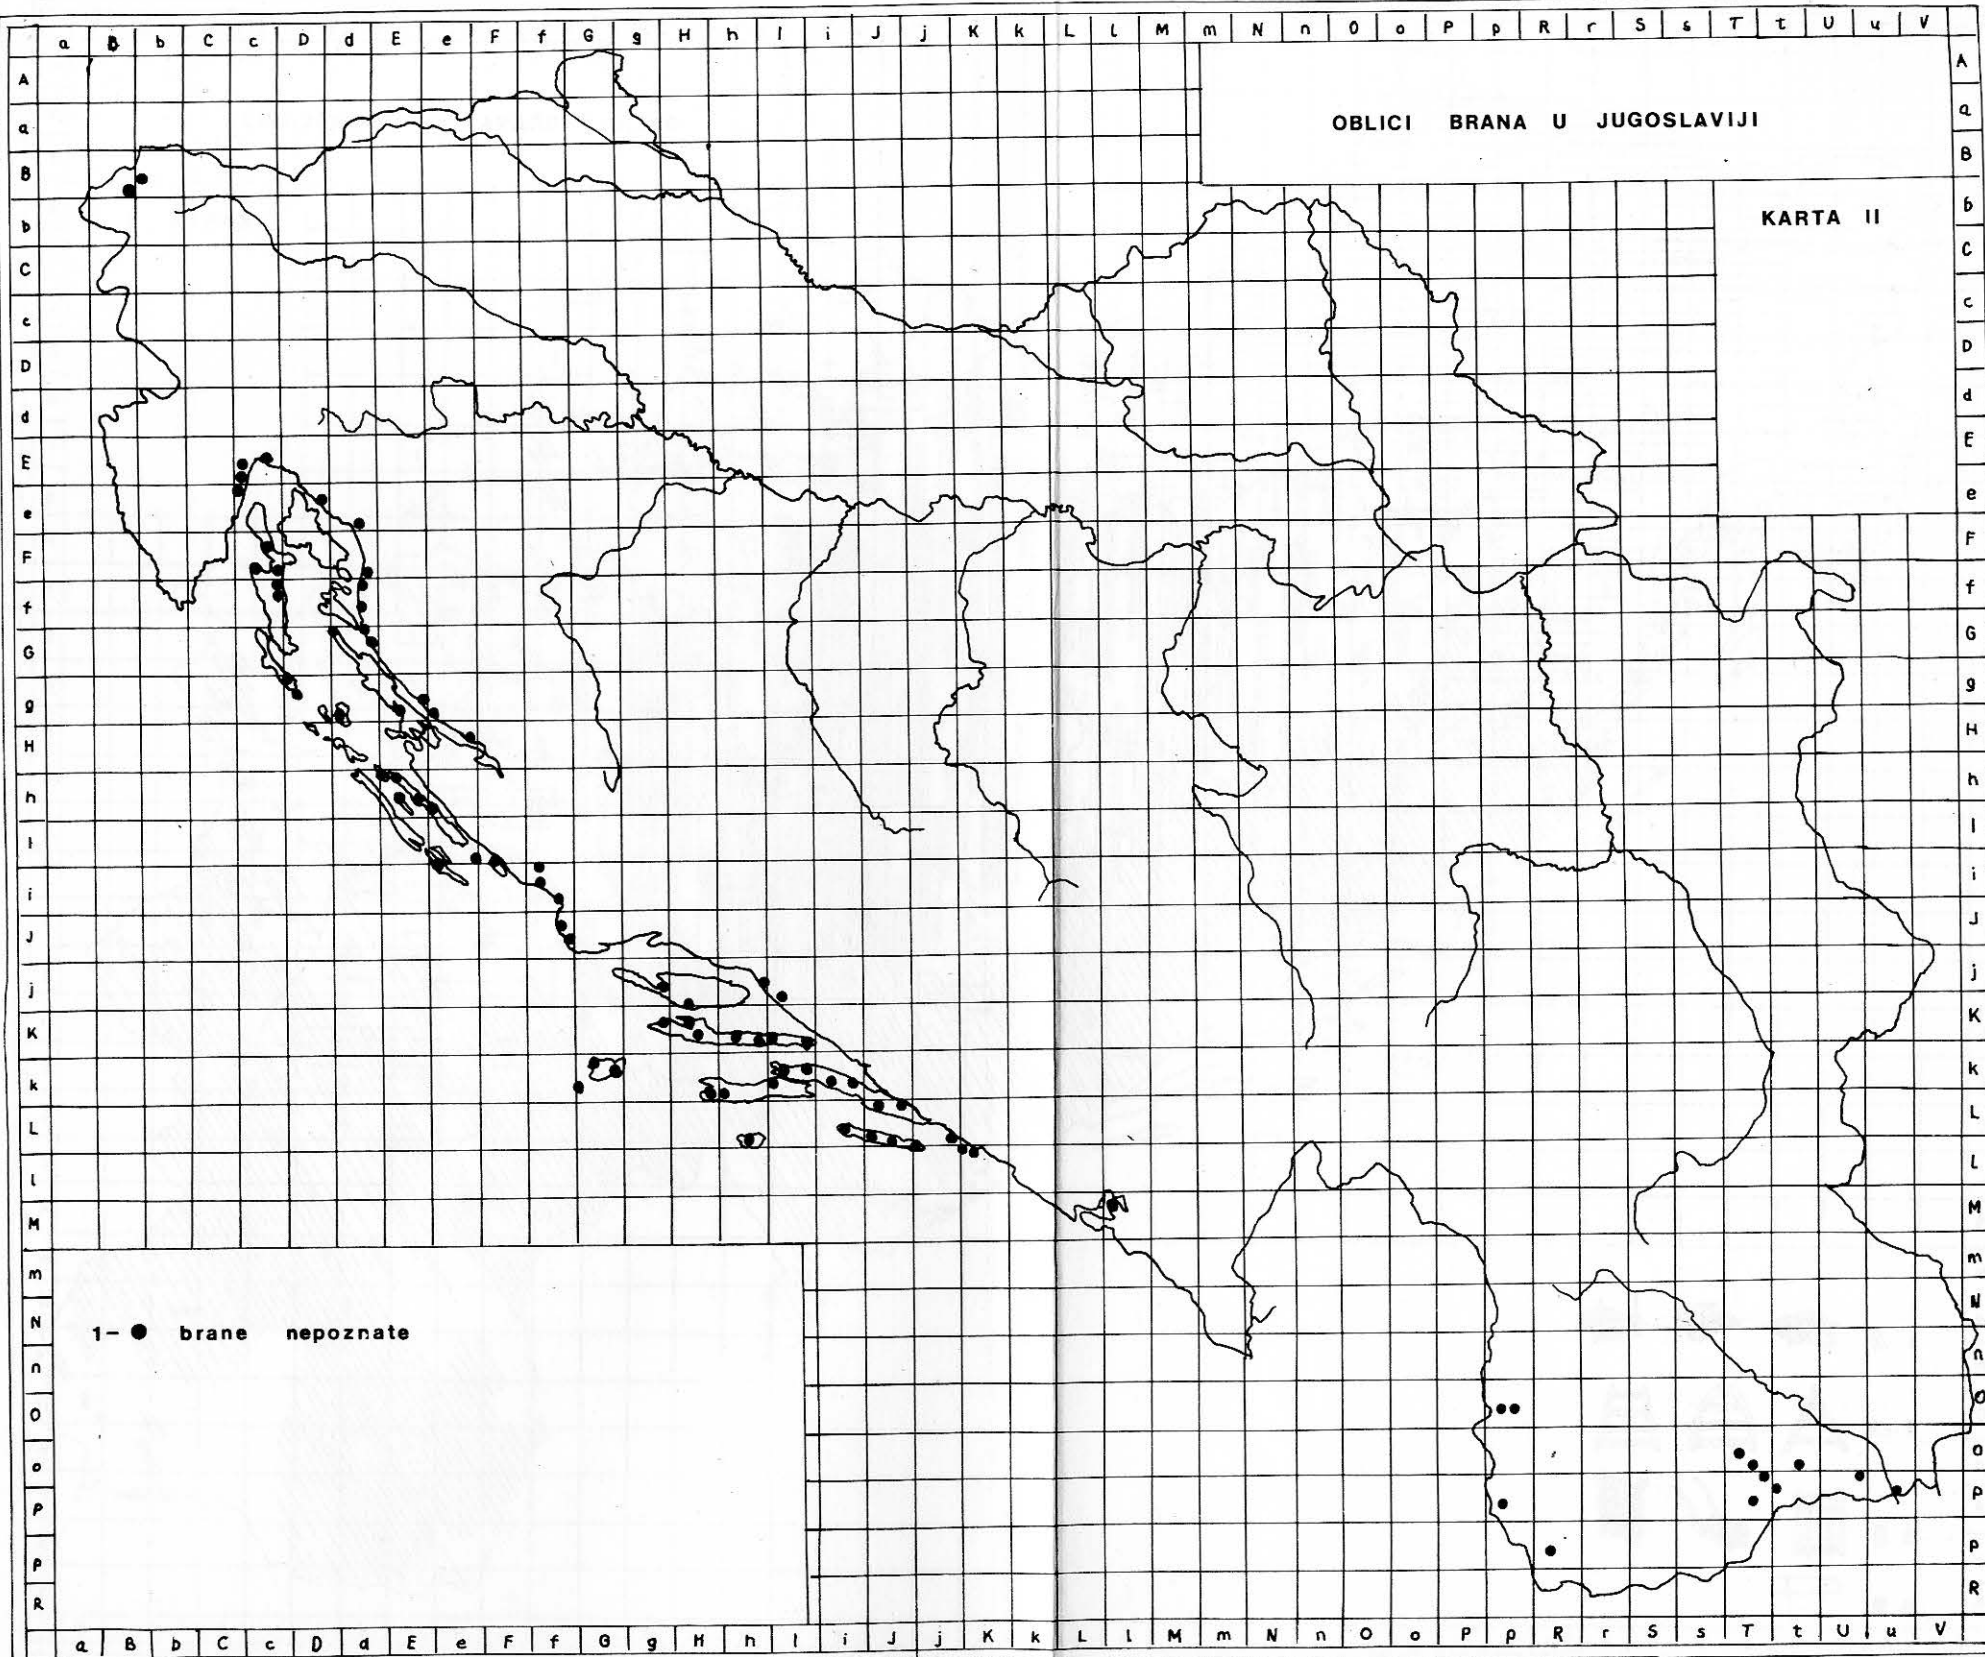 a B b C c D d E e F f G g H h I i J j K k L l M m N n O o P p R r S s T t U u V
A A
a a
B B
b b
C C
c c
D D
d d
E E
e e
F F
f f
G G
g g
H H
h h
I I
i i
J J
j j
K K
k k
L L
l l
M M
m m
N N
n n
O O
o o
P P
p p
R R
OBLICI BRANA U JUGOSLAVIJI
KARTA II
1- ● brane nepoznate
a B b C c D d E e F f G g H h I i J j K k L l M m N n O o P p R r S s T t U u V